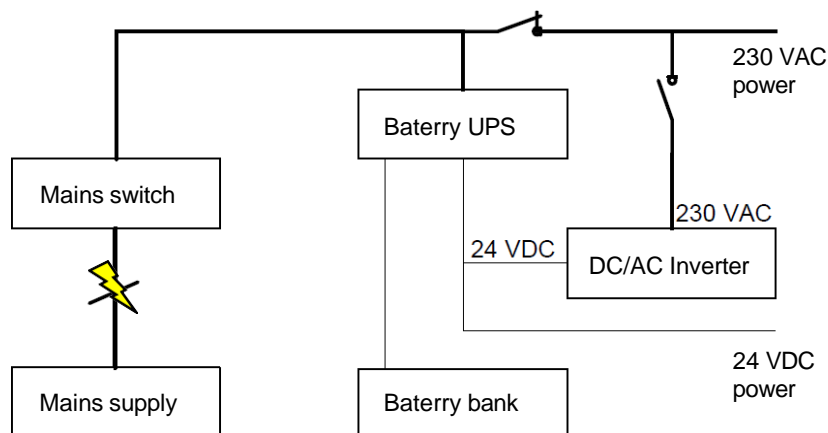 230 VAC
power
Baterry UPS
Mains switch
230 VAC
24 VDC
DC/AC Inverter
24 VDC
power
Mains supply
Baterry bank